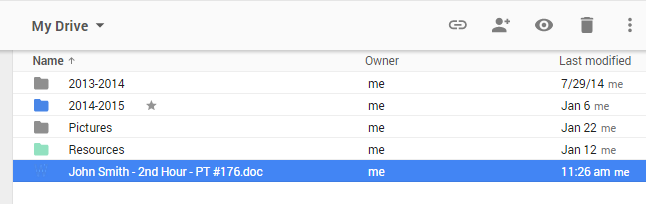 My Drive
Name ↑ Owner Last modified
2013-2014 me 7/29/14 me
2014-2015 me Jan 6 me
Pictures me Jan 22 me
Resources me Jan 12 me
John Smith - 2nd Hour - PT #176.doc me 11:26 am me